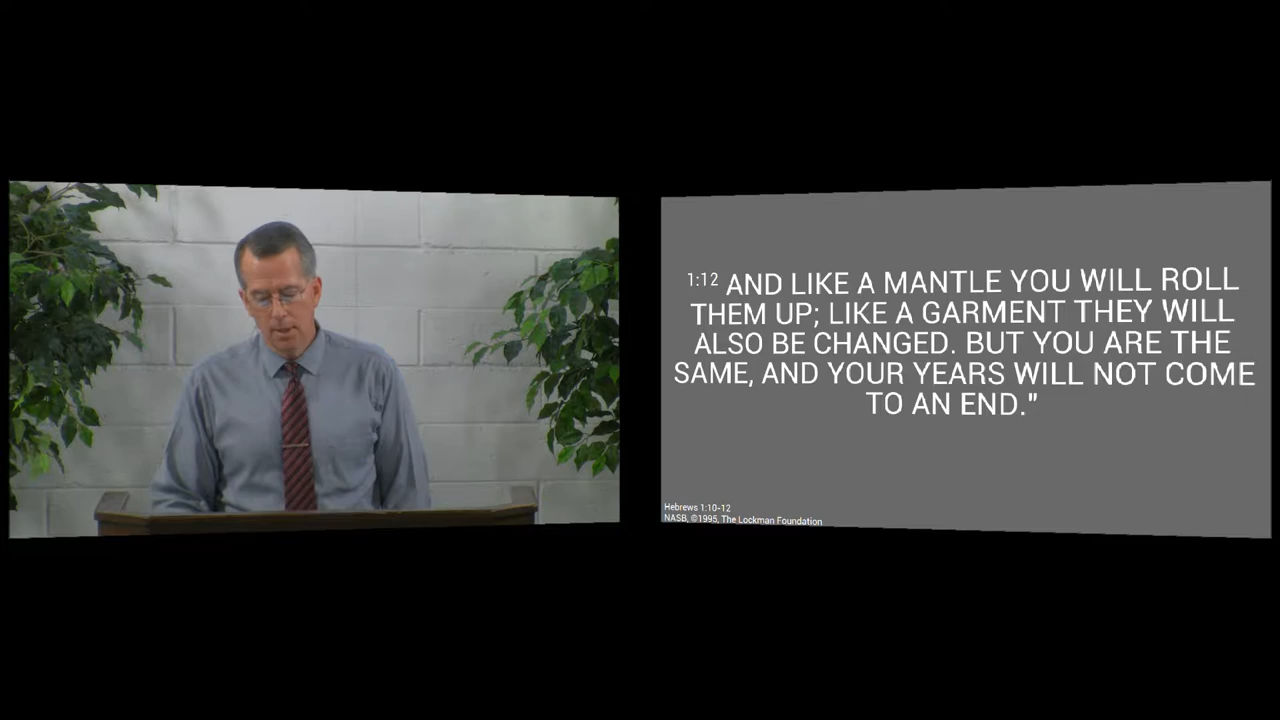 1:12 AND LIKE A MANTLE YOU WILL ROLL
THEM UP; LIKE A GARMENT THEY WILL
ALSO BE CHANGED. BUT YOU ARE THE
SAME, AND YOUR YEARS WILL NOT COME
TO AN END."
Hebrews 1:10-12
NASB, ©1995, The Lockman Foundation